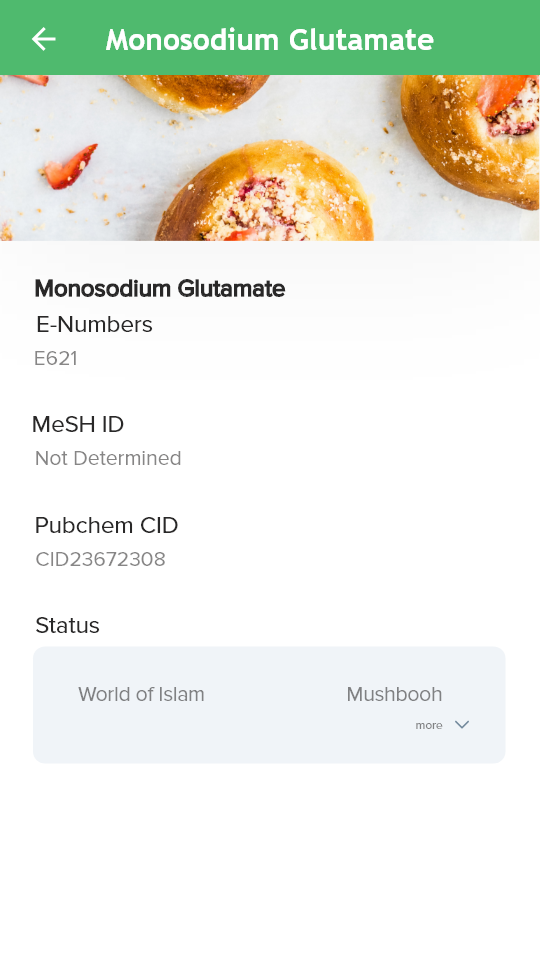 Monosodium Glutamate
Monosodium Glutamate
E-Numbers
E621
MeSH ID
Not Determined
Pubchem CID
CID23672308
Status
World of Islam Mushbooh
more